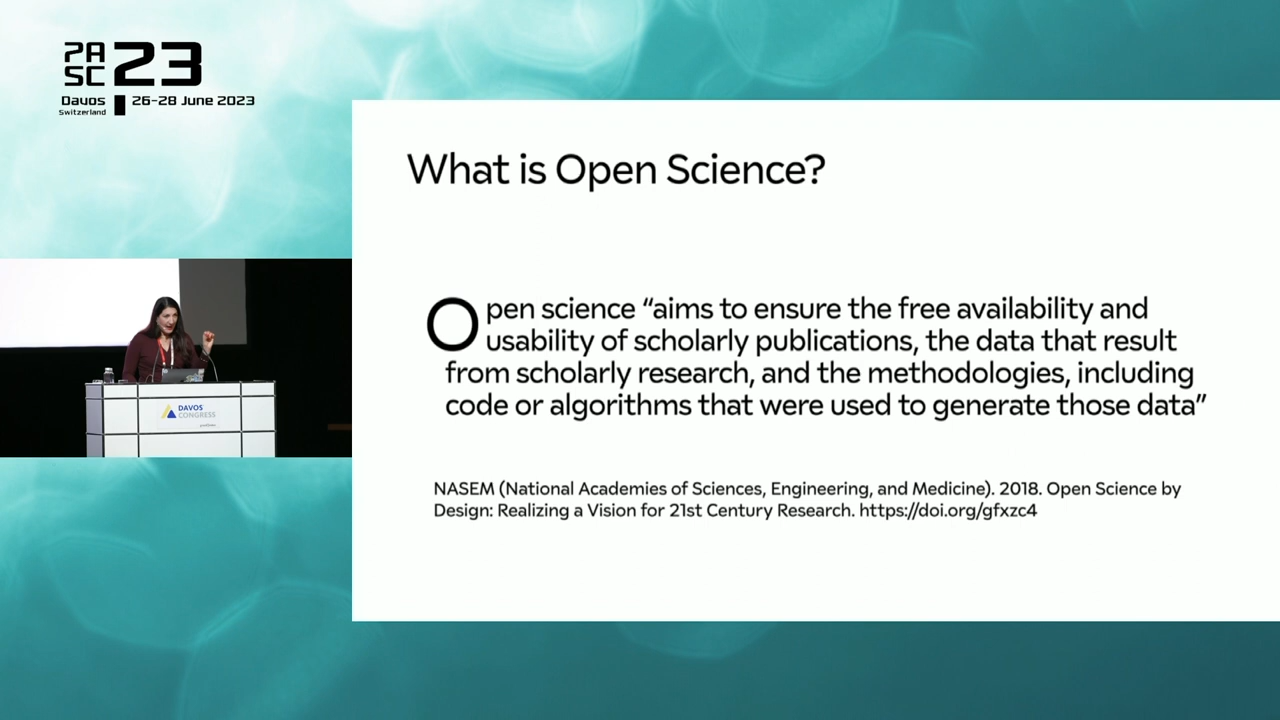 PASC 23
Davos
Switzerland
26-28 June 2023
What is Open Science?
Open science “aims to ensure the free availability and
usability of scholarly publications, the data that result
from scholarly research, and the methodologies, including
code or algorithms that were used to generate those data”
NASEM (National Academies of Sciences, Engineering, and Medicine). 2018. Open Science by
Design: Realizing a Vision for 21st Century Research. https://doi.org/gfxzc4
DAVOS
CONGRESS